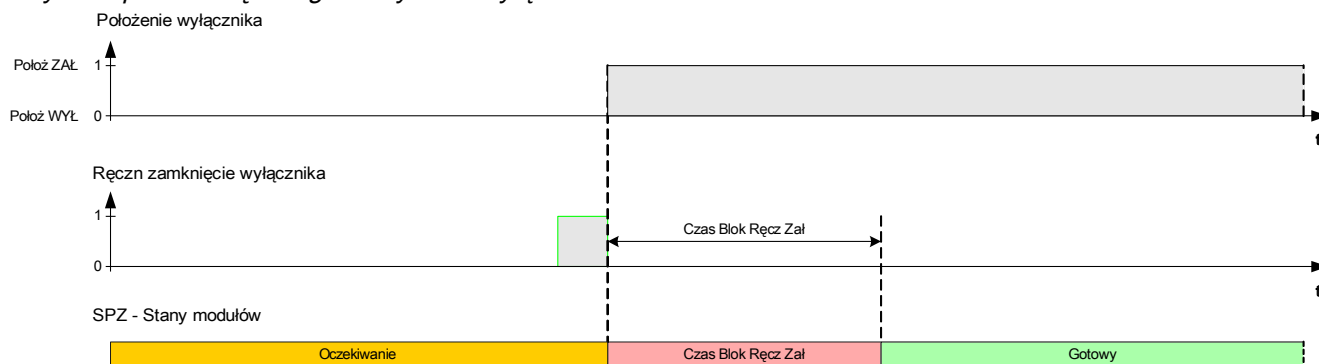 Położenie wyłącznika
Położ ZAŁ 1
Położ WYŁ 0
t
Ręczn zamknięcie wyłącznika
1
Czas Blok Ręcz Zał
0
t
SPZ - Stany modułów
Oczekiwanie Czas Blok Ręcz Zał Gotowy